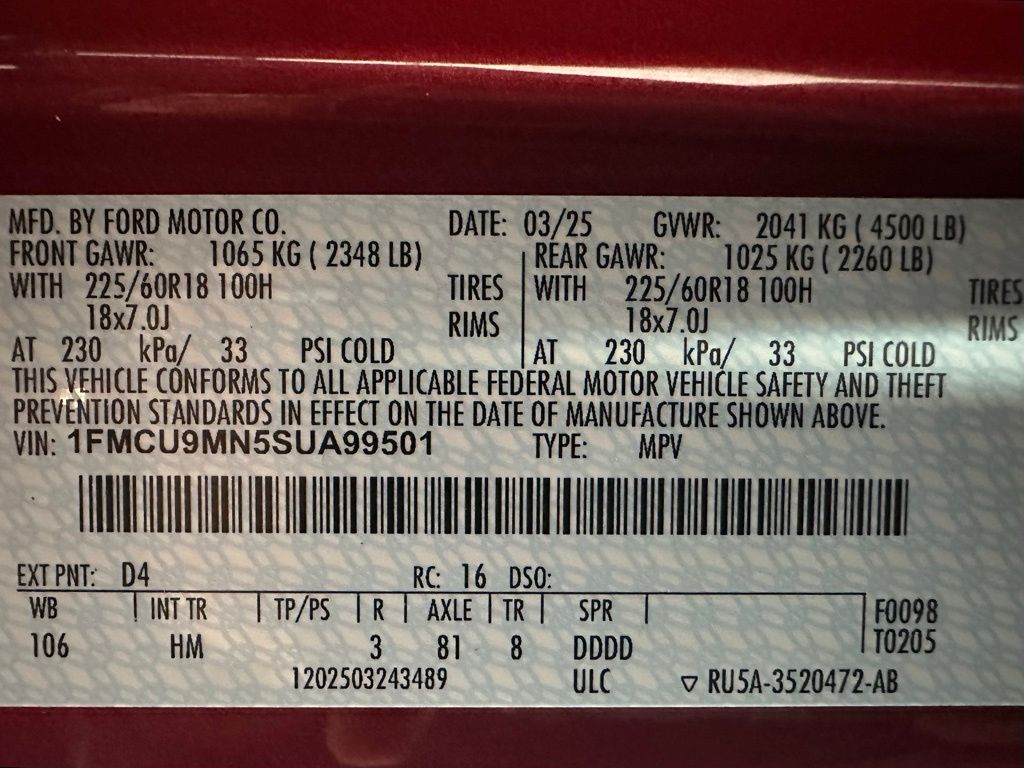 MFD. BY FORD MOTOR CO. DATE: 03/25 GVWR: 2041 KG ( 4500 LB)
FRONT GAWR: 1065 KG ( 2348 LB) REAR GAWR: 1025 KG ( 2260 LB)
WITH 225/60R18 100H TIRES WITH 225/60R18 100H TIRES
18x7.0J RIMS 18x7.0J RIMS
AT 230 kPa/ 33 PSI COLD AT 230 kPa/ 33 PSI COLD
THIS VEHICLE CONFORMS TO ALL APPLICABLE FEDERAL MOTOR VEHICLE SAFETY AND THEFT
PREVENTION STANDARDS IN EFFECT ON THE DATE OF MANUFACTURE SHOWN ABOVE.
VIN: 1FMCU9MN5SUA99501 TYPE: MPV
EXT PNT: D4 RC: 16 DSO:
WB INT TR TP/PS R AXLE TR SPR F0098
106 HM 3 81 8 DDDD T0205
1202503243489 ULC ▽ RU5A-3520472-AB